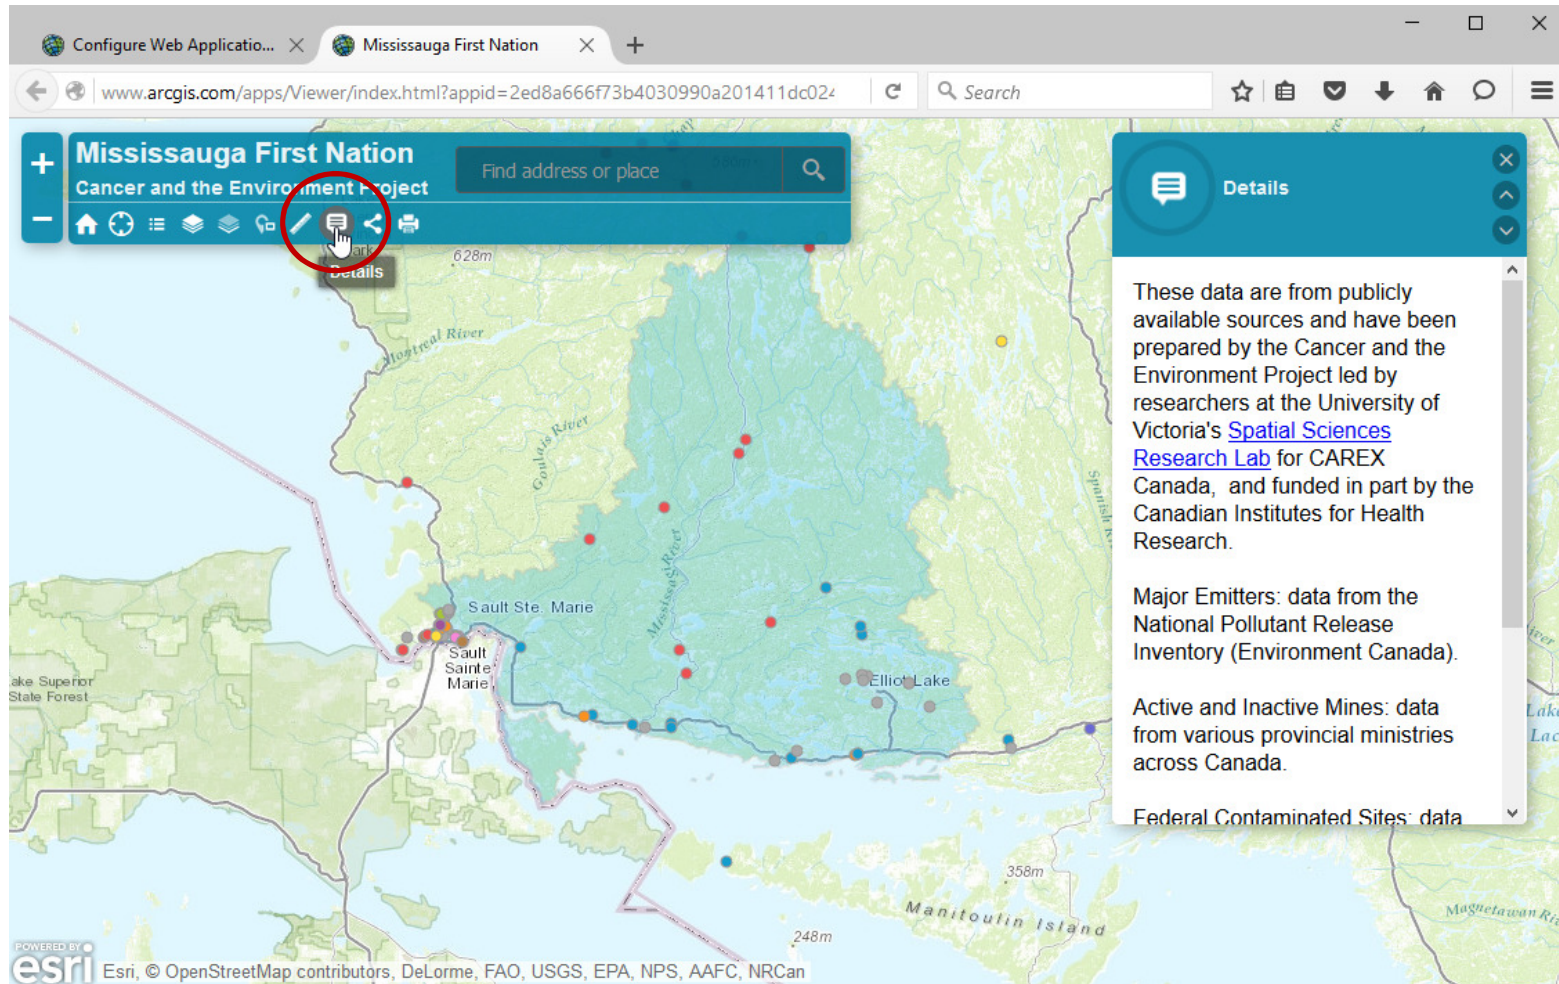 Configure Web Applicatio...
Mississauga First Nation
www.arcgis.com/apps/Viewer/index.html?appid=2ed8a666f73b4030990a201411dc024
Search
Mississauga First Nation
Cancer and the Environment Project
Find address or place
Details
628m
Montreal River
Goulais River
Mississagi River
Spanish
Sault Ste. Marie
Sault
Sainte
Marie
Elliot Lake
Lake Superior
State Forest
358m
Manitoulin Island
248m
Magnetawan
POWERED BY
esri
Esri, © OpenStreetMap contributors, DeLorme, FAO, USGS, EPA, NPS, AAFC, NRCan
Details
These data are from publicly
available sources and have been
prepared by the Cancer and the
Environment Project led by
researchers at the University of
Victoria's Spatial Sciences
Research Lab for CAREX
Canada, and funded in part by the
Canadian Institutes for Health
Research.
Major Emitters: data from the
National Pollutant Release
Inventory (Environment Canada).
Active and Inactive Mines: data
from various provincial ministries
across Canada.
Federal Contaminated Sites: data